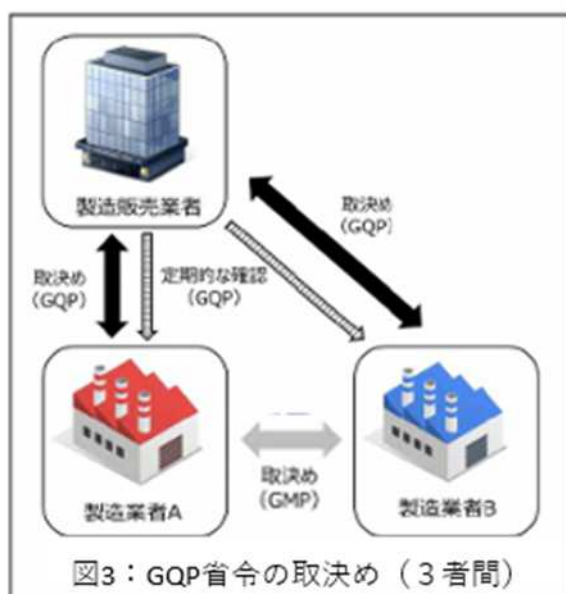 製造販売業者
取決め
(GQP)
取決め
(GQP)
定期的な確認
(GQP)
製造業者A
取決め
(GMP)
製造業者B
図3：GQP省令の取決め（３者間）